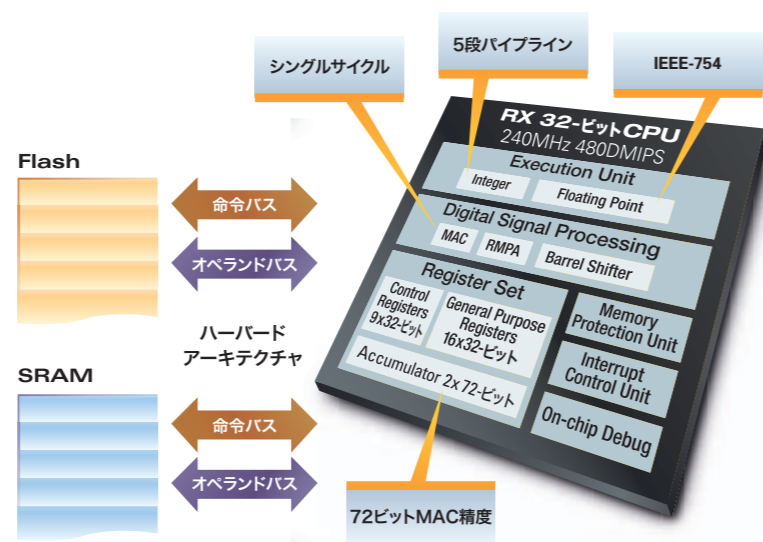 シングルサイクル
5段パイプライン
IEEE-754
RX 32-ビットCPU
240MHz 480DMIPS
Execution Unit
Integer
Floating Point
Digital Signal Processing
MAC
RMPA
Barrel Shifter
Register Set
Control
Registers
9x32-ビット
General Purpose
Registers
16x32-ビット
Accumulator 2x 72-ビット
Memory
Protection Unit
Interrupt
Control Unit
On-chip Debug
Flash
命令バス
オペランドバス
ハーバード
アーキテクチャ
SRAM
命令バス
オペランドバス
72ビットMAC精度